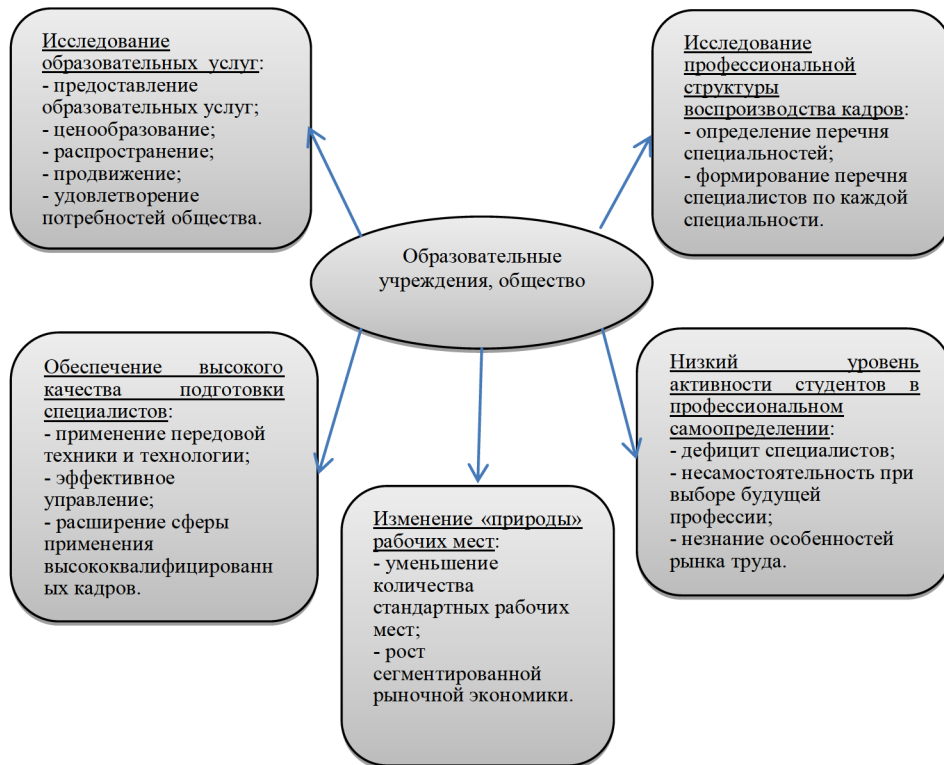 Исследование
образовательных услуг:
- предоставление
образовательных услуг;
- ценообразование;
- распространение;
- продвижение;
- удовлетворение
потребностей общества.
Исследование
профессиональной
структуры
воспроизводства кадров:
- определение перечня
специальностей;
- формирование перечня
специалистов по каждой
специальности.
Образовательные
учреждения, общество
Обеспечение высокого
качества подготовки
специалистов:
- применение передовой
техники и технологии;
- эффективное
управление;
- расширение сферы
применения
высококвалифицированн
ых кадров.
Изменение «природы»
рабочих мест:
- уменьшение
количества
стандартных рабочих
мест;
- рост
сегментированной
рыночной экономики.
Низкий уровень
активности студентов в
профессиональном
самоопределении:
- дефицит специалистов;
- несамостоятельность при
выборе будущей
профессии;
- незнание особенностей
рынка труда.